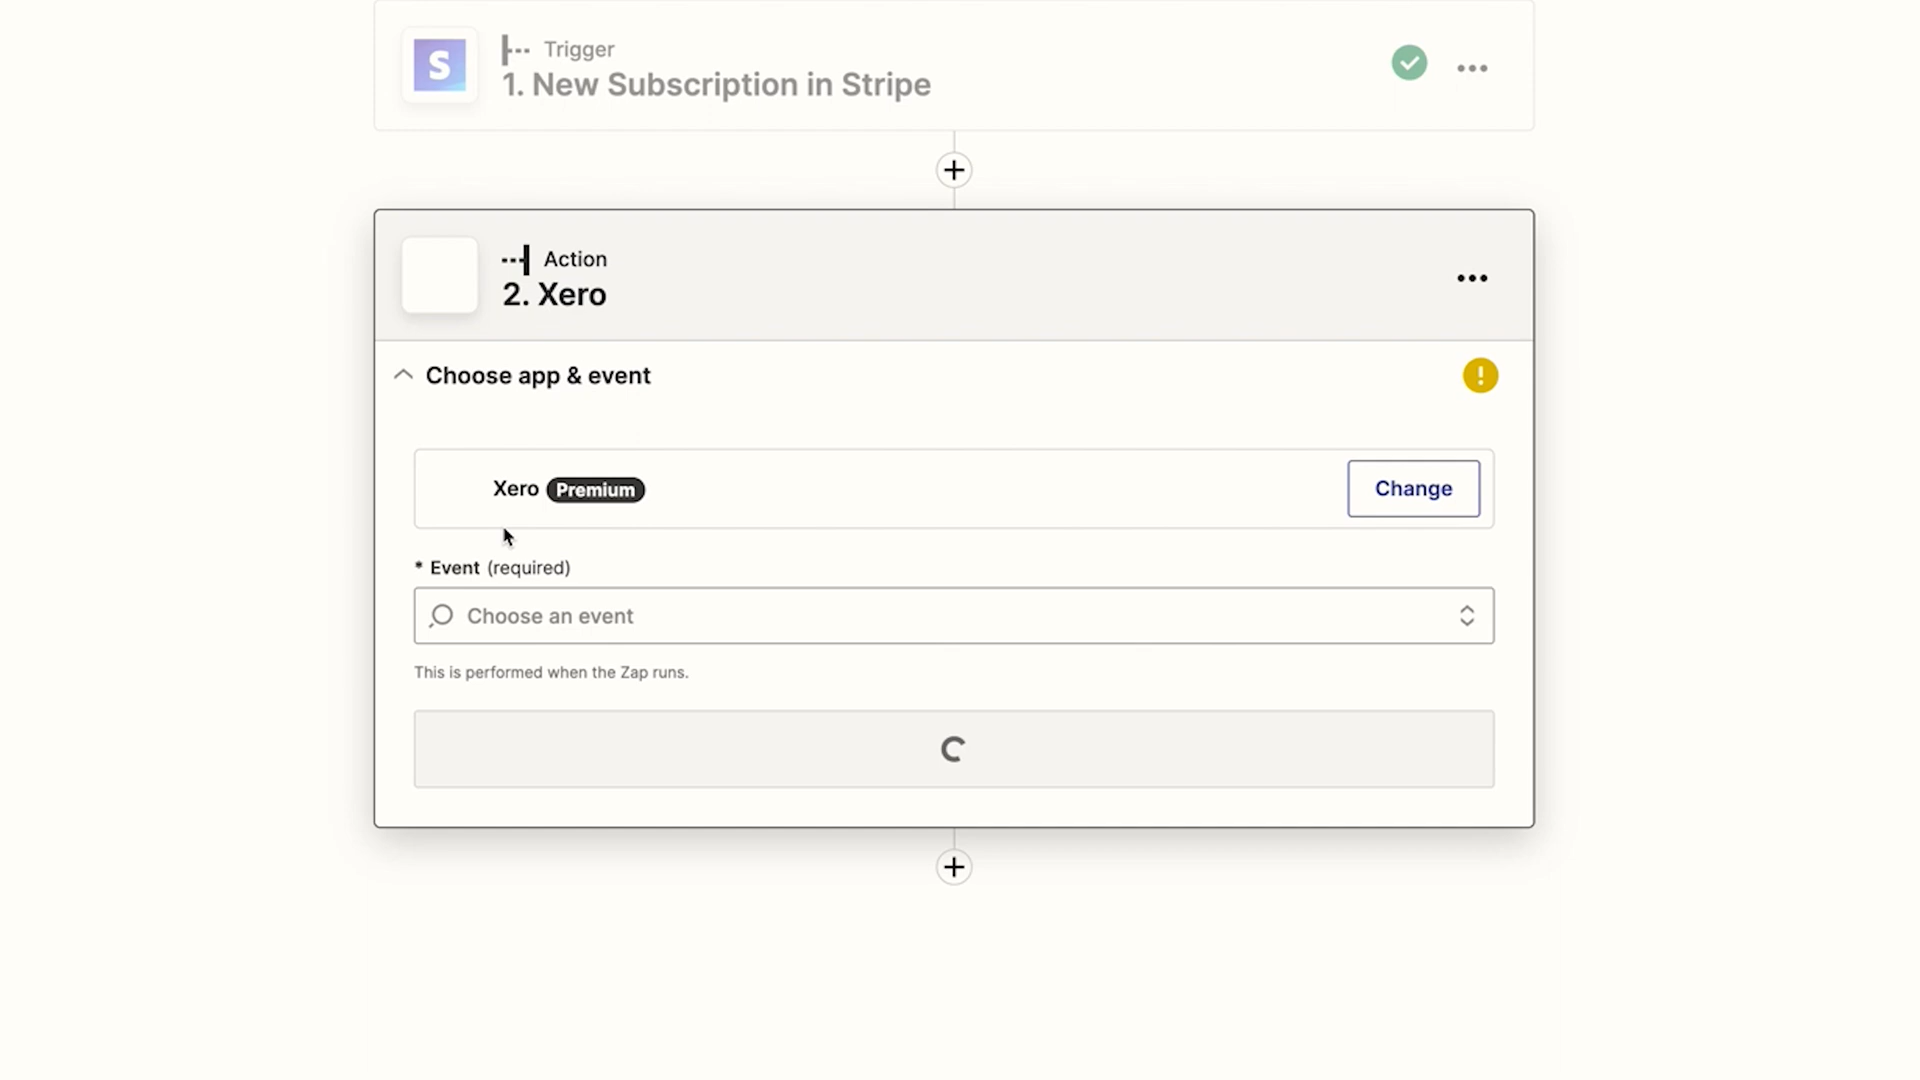 S
Trigger
1. New Subscription in Stripe
Action
2. Xero
Choose app & event
Xero Premium
Change
* Event (required)
Choose an event
This is performed when the Zap runs.